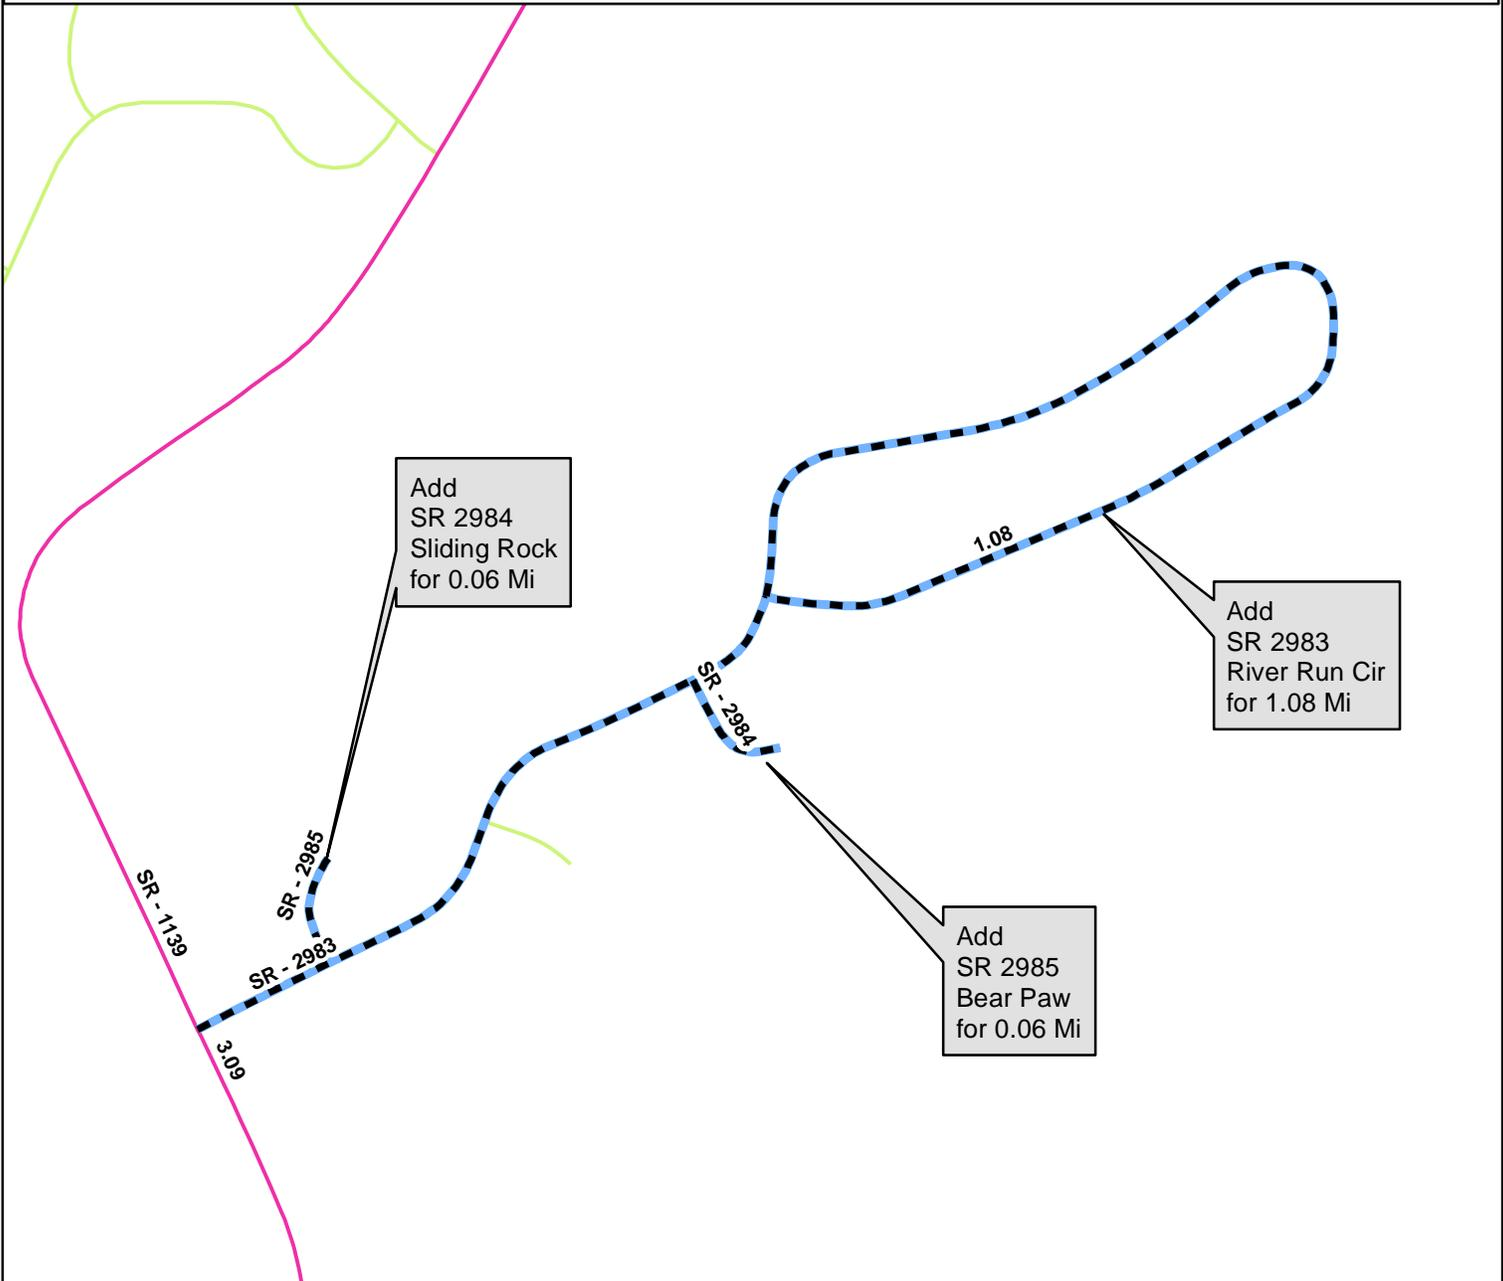 Add
SR 2984
Sliding Rock
for 0.06 Mi
1.08
Add
SR 2983
River Run Cir
for 1.08 Mi
SR - 2984
SR - 2985
SR - 1139
SR - 2983
Add
SR 2985
Bear Paw
for 0.06 Mi
3.09